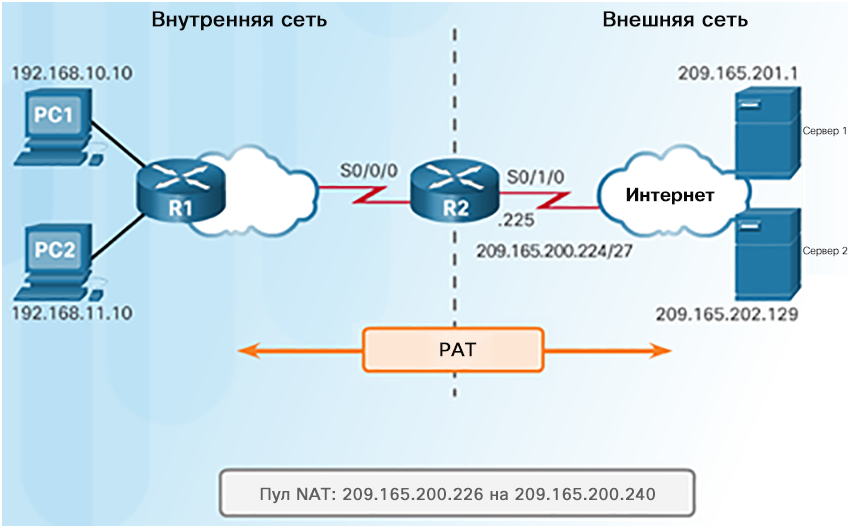 Внутренняя сеть
Внешняя сеть
192.168.10.10
209.165.201.1
PC1
Сервер 1
S0/0/0
S0/1/0
Интернет
R1
R2
.225
PC2
209.165.200.224/27
Сервер 2
192.168.11.10
209.165.202.129
PAT
Пул NAT: 209.165.200.226 на 209.165.200.240